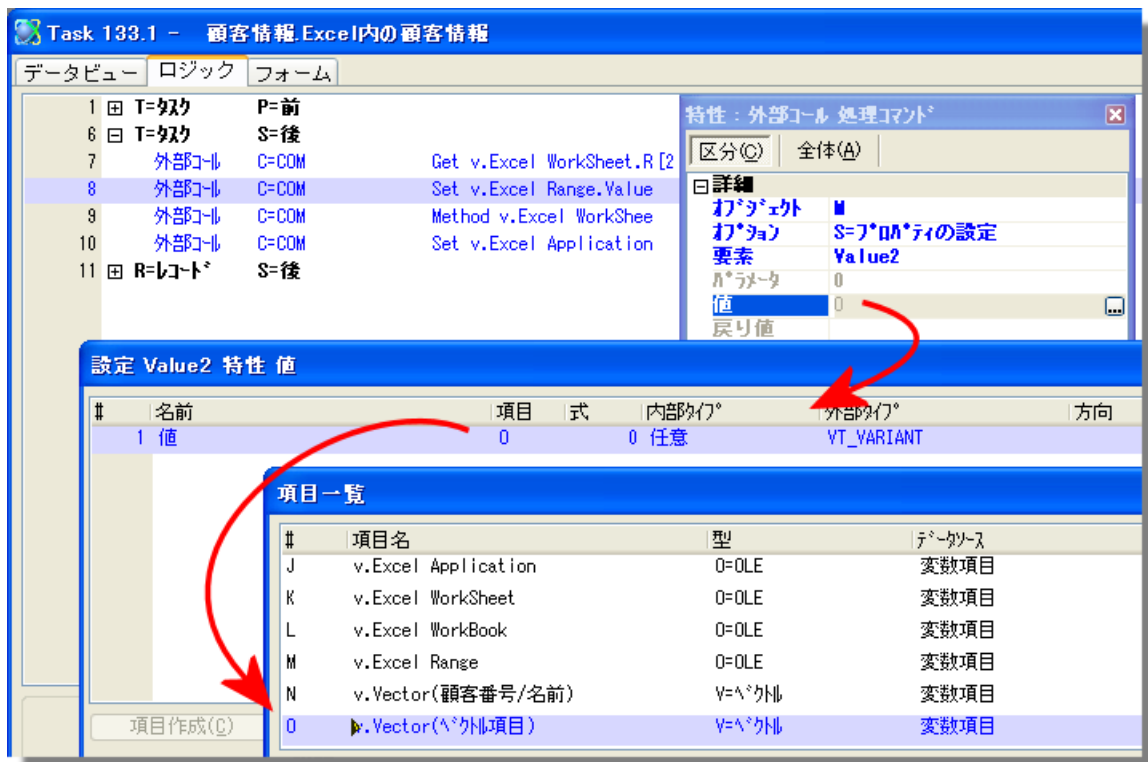 Task 133.1 - 顧客情報.Excel内の顧客情報
データビュー ロジック フォーム
1 T=タスク P=前
6 T=タスク S=後
7 外部コール C=COM Get v.Excel WorkSheet.R[2
8 外部コール C=COM Set v.Excel Range.Value
9 外部コール C=COM Method v.Excel WorkShee
10 外部コール C=COM Set v.Excel Application
11 R=レコード S=後
特性:外部コール 処理コマンド
区分(C) 全体(A)
詳細
オブジェクト M
オプション S=プロパティの設定
要素 Value2
パラメータ 0
値 0 ...
戻り値
設定 Value2 特性 値
# 名前 項目 式 内部タイプ 外部タイプ 方向
1 値 O 0 任意 VT_VARIANT
項目作成(C)
項目一覧
# 項目名 型 データソース
J v.Excel Application O=OLE 変数項目
K v.Excel WorkSheet O=OLE 変数項目
L v.Excel WorkBook O=OLE 変数項目
M v.Excel Range O=OLE 変数項目
N v.Vector(顧客番号/名前) V=ベクトル 変数項目
O v.Vector(ベクトル項目) V=ベクトル 変数項目